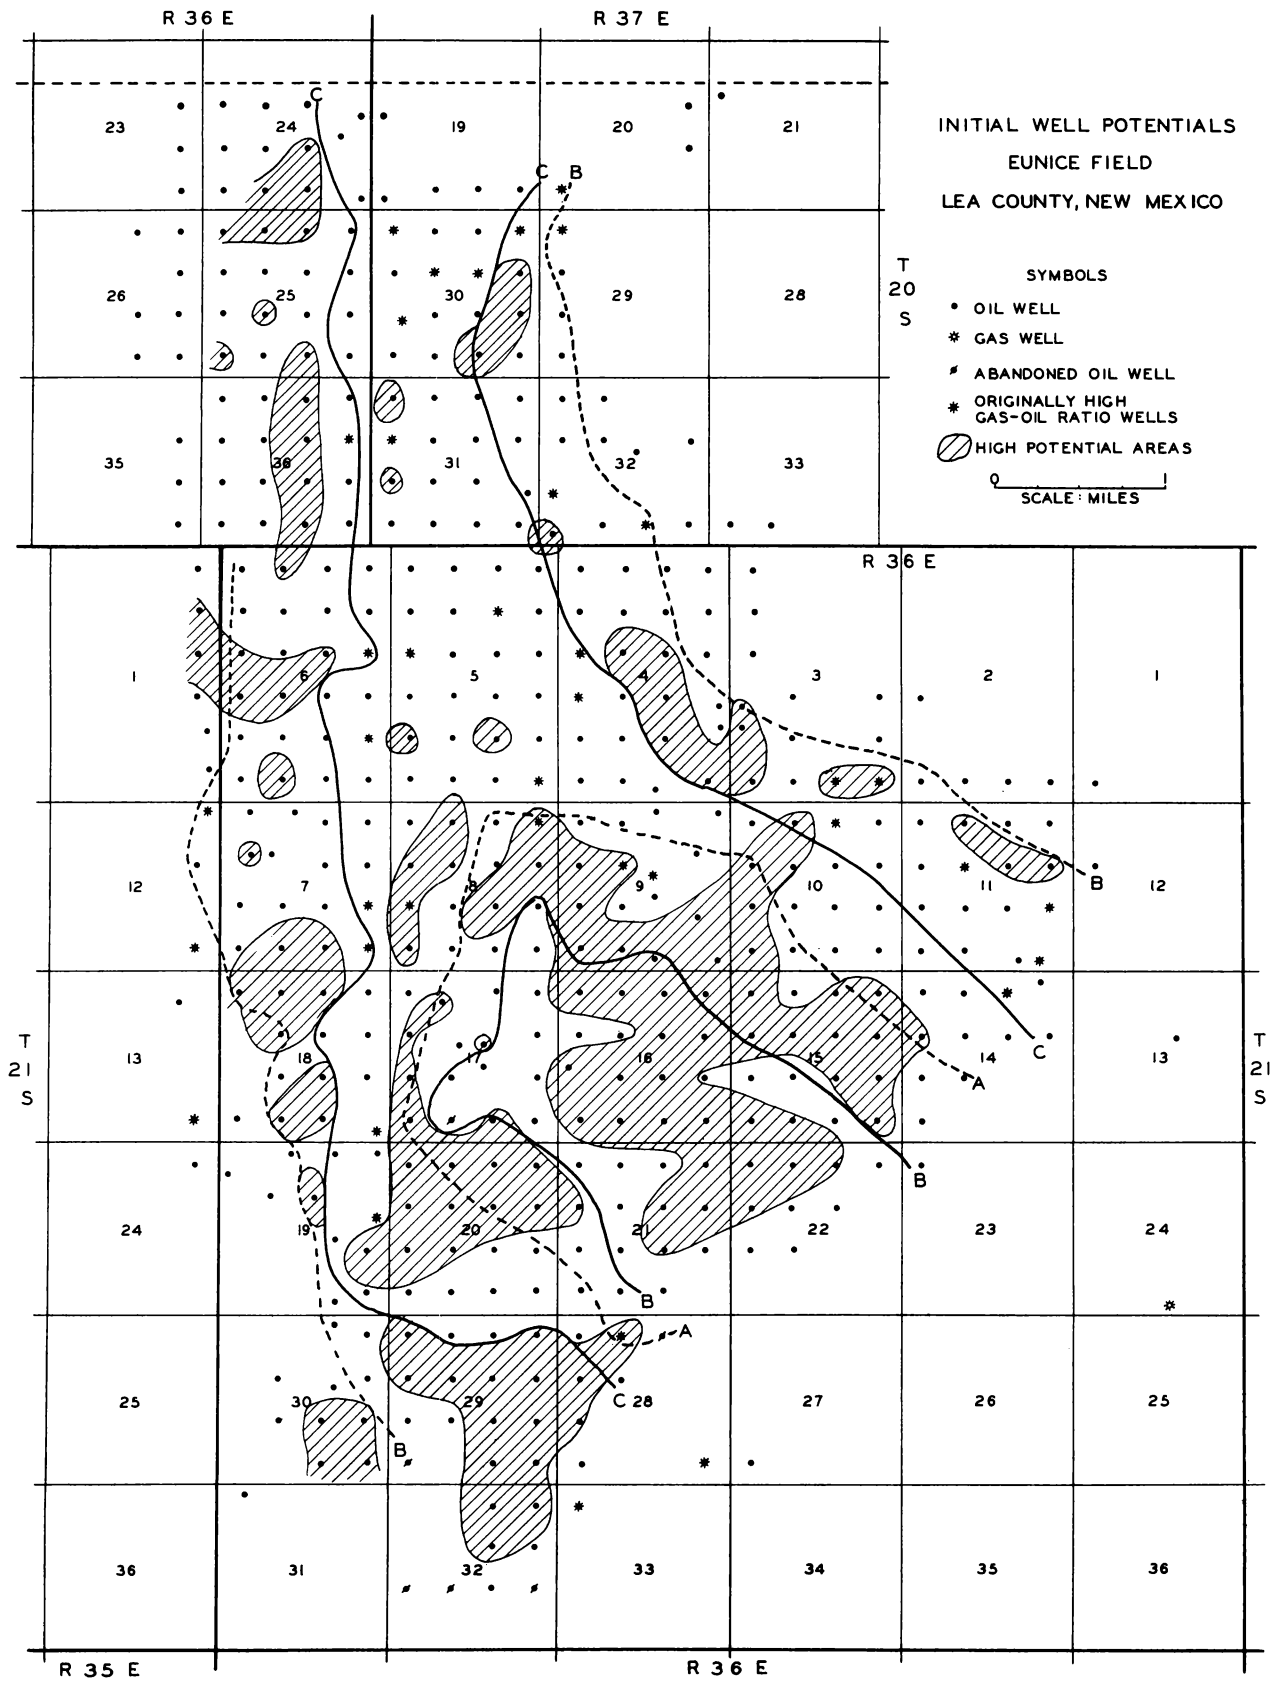 R 36 E
R 37 E
C
23
24
19
20
21
INITIAL WELL POTENTIALS
EUNICE FIELD
LEA COUNTY, NEW MEXICO
C B
26
25
30
29
28
T
20
S
SYMBOLS
OIL WELL
GAS WELL
ABANDONED OIL WELL
ORIGINALLY HIGH
GAS-OIL RATIO WELLS
HIGH POTENTIAL AREAS
0 1
SCALE: MILES
35
36
31
32
33
R 36 E
1
6
5
4
3
2
1
12
7
8
9
10
11
B
12
T
21
S
13
18
17
16
15
14
C
A
13
T
21
S
B
24
19
20
21
22
23
24
B
A
25
30
29
C
28
27
26
25
B
36
31
32
33
34
35
36
R 35 E
R 36 E